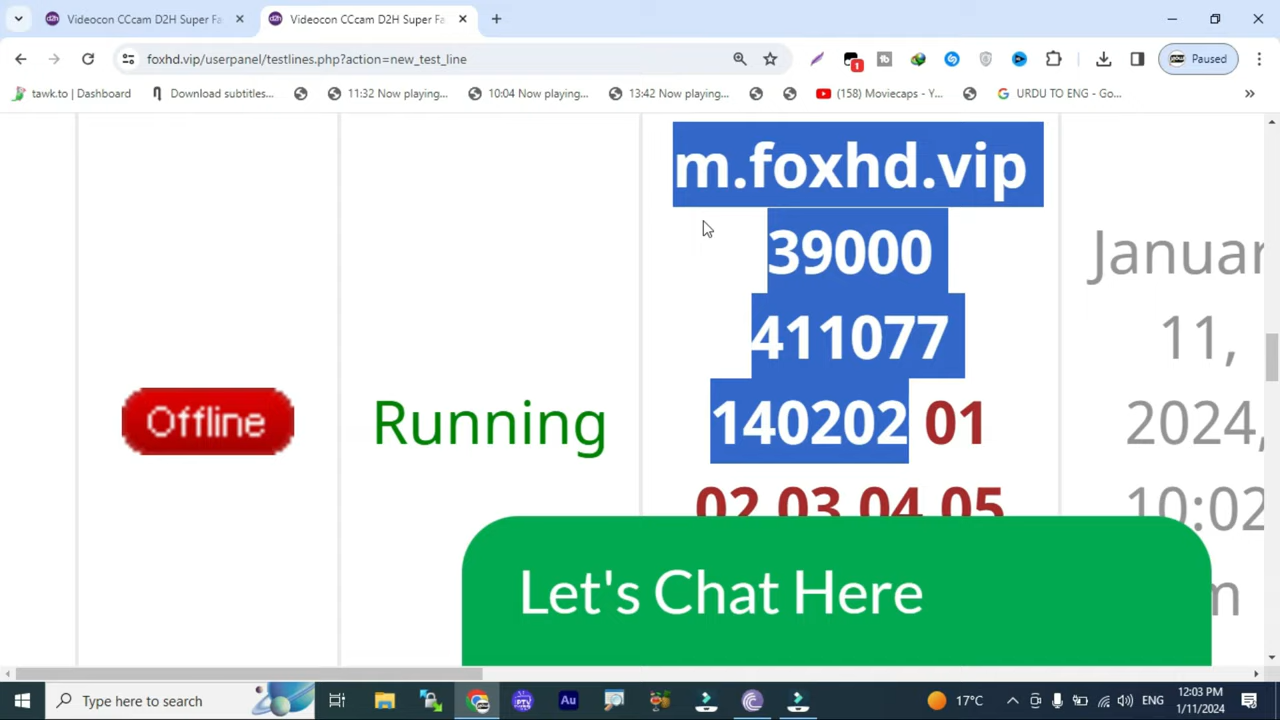 Videocon CCcam D2H Super Fa
Videocon CCcam D2H Super Fa
foxhd.vip/userpanel/testlines.php?action=new_test_line
1
Paused
tawk.to | Dashboard
Download subtitles...
11:32 Now playing...
10:04 Now playing...
13:42 Now playing...
(158) Moviecaps - Y...
URDU TO ENG - Go...
m.foxhd.vip
39000
411077
140202 01
02 03 04 05
Offline
Running
Januar
11,
2024,
10:02
Let's Chat Here
Type here to search
17°C
ENG
12:03 PM
1/11/2024